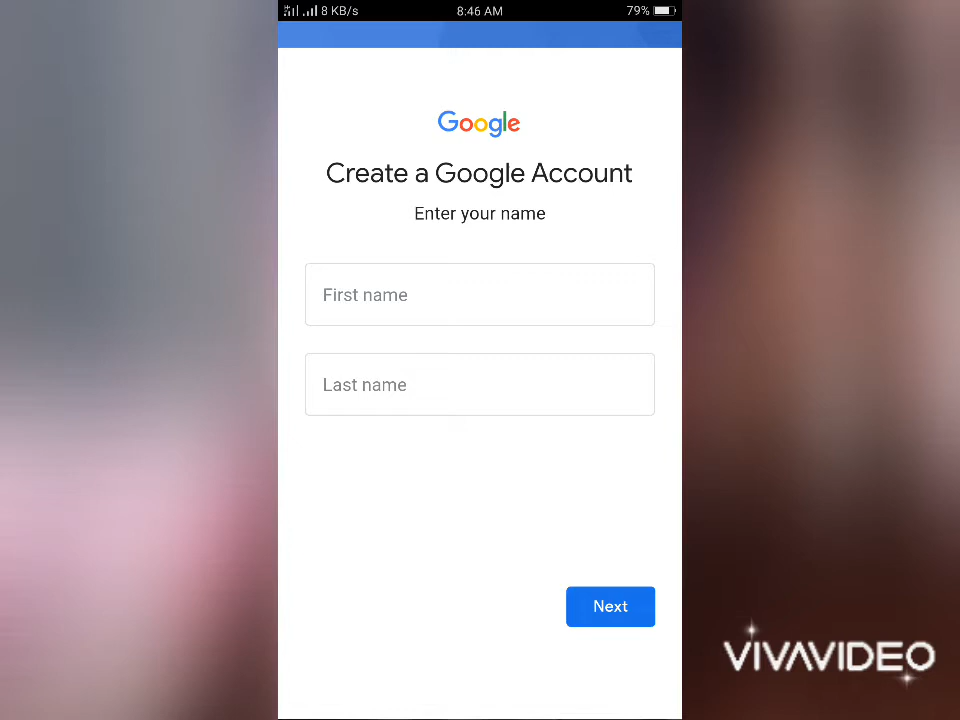 8 KB/s 8:46 AM 79%
Google
Create a Google Account
Enter your name
First name
Last name
Next
VIVAVIDEO